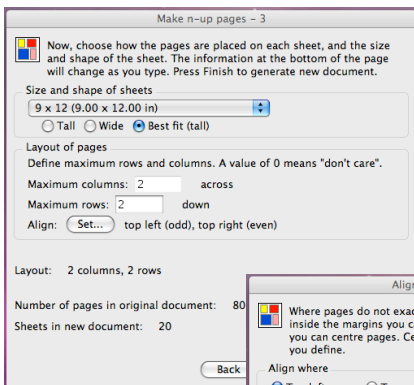 Make n-up pages - 3
Now, choose how the pages are placed on each sheet, and the size
and shape of the sheet. The information at the bottom of the page
will change as you type. Press Finish to generate new document.
Size and shape of sheets
9 x 12 (9.00 x 12.00 in)
Tall Wide Best fit (tall)
Layout of pages
Define maximum rows and columns. A value of 0 means "don't care".
Maximum columns: 2 across
Maximum rows: 2 down
Align: Set... top left (odd), top right (even)
Layout: 2 columns, 2 rows
Number of pages in original document: 80
Sheets in new document: 20
Back
Align
Where pages do not exac
inside the margins you c
you can centre pages. Ce
you define.
Align where